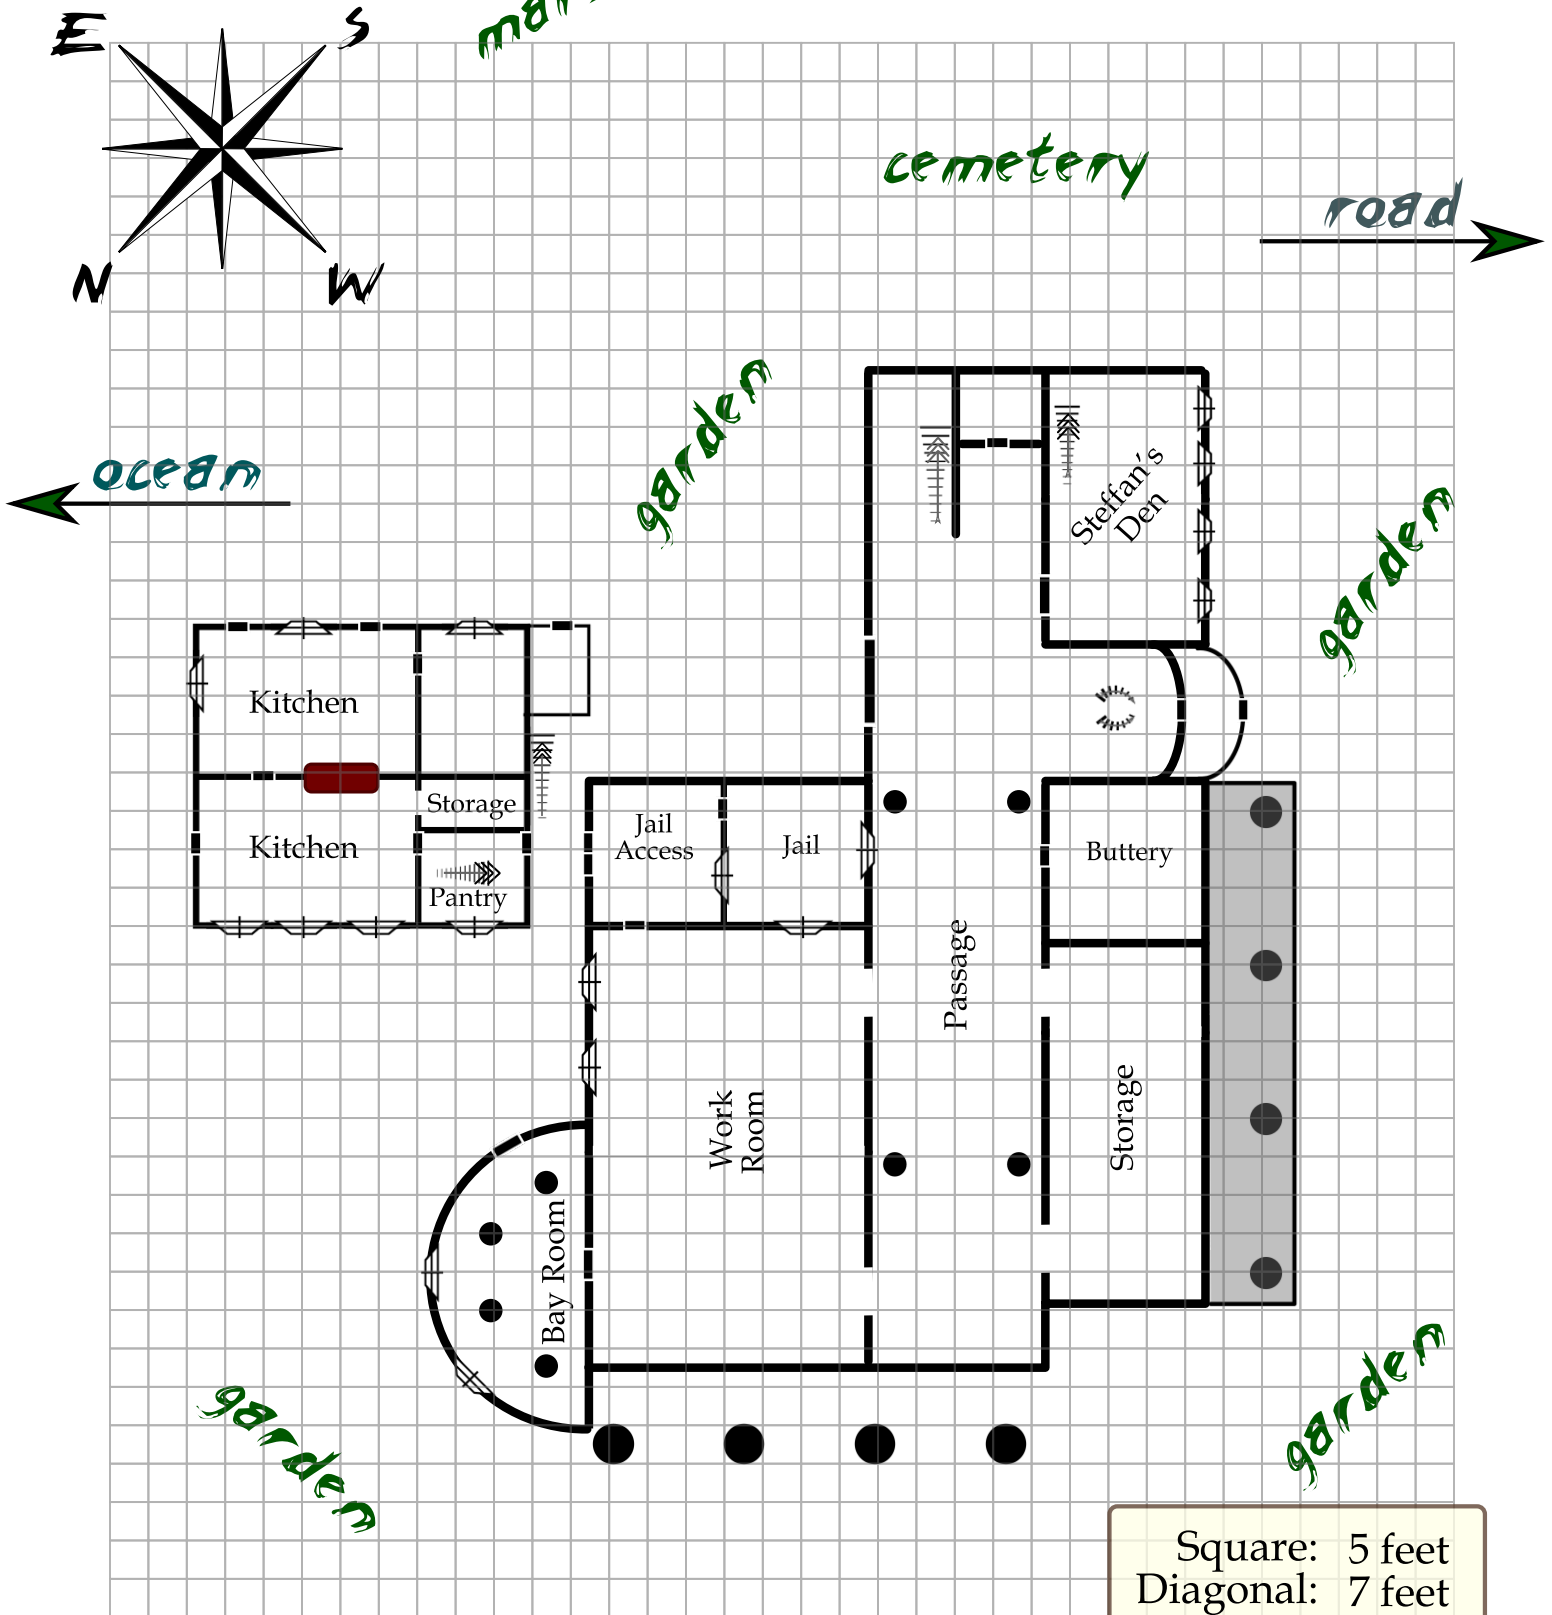 E
S
N
W
cemetery
road
garden
ocean
Steffan's
Den
garden
Kitchen
Storage
Kitchen
Pantry
Jail
Access
Jail
Buttery
Passage
Work
Room
Storage
Bay Room
garden
garden
Square: 5 feet
Diagonal: 7 feet